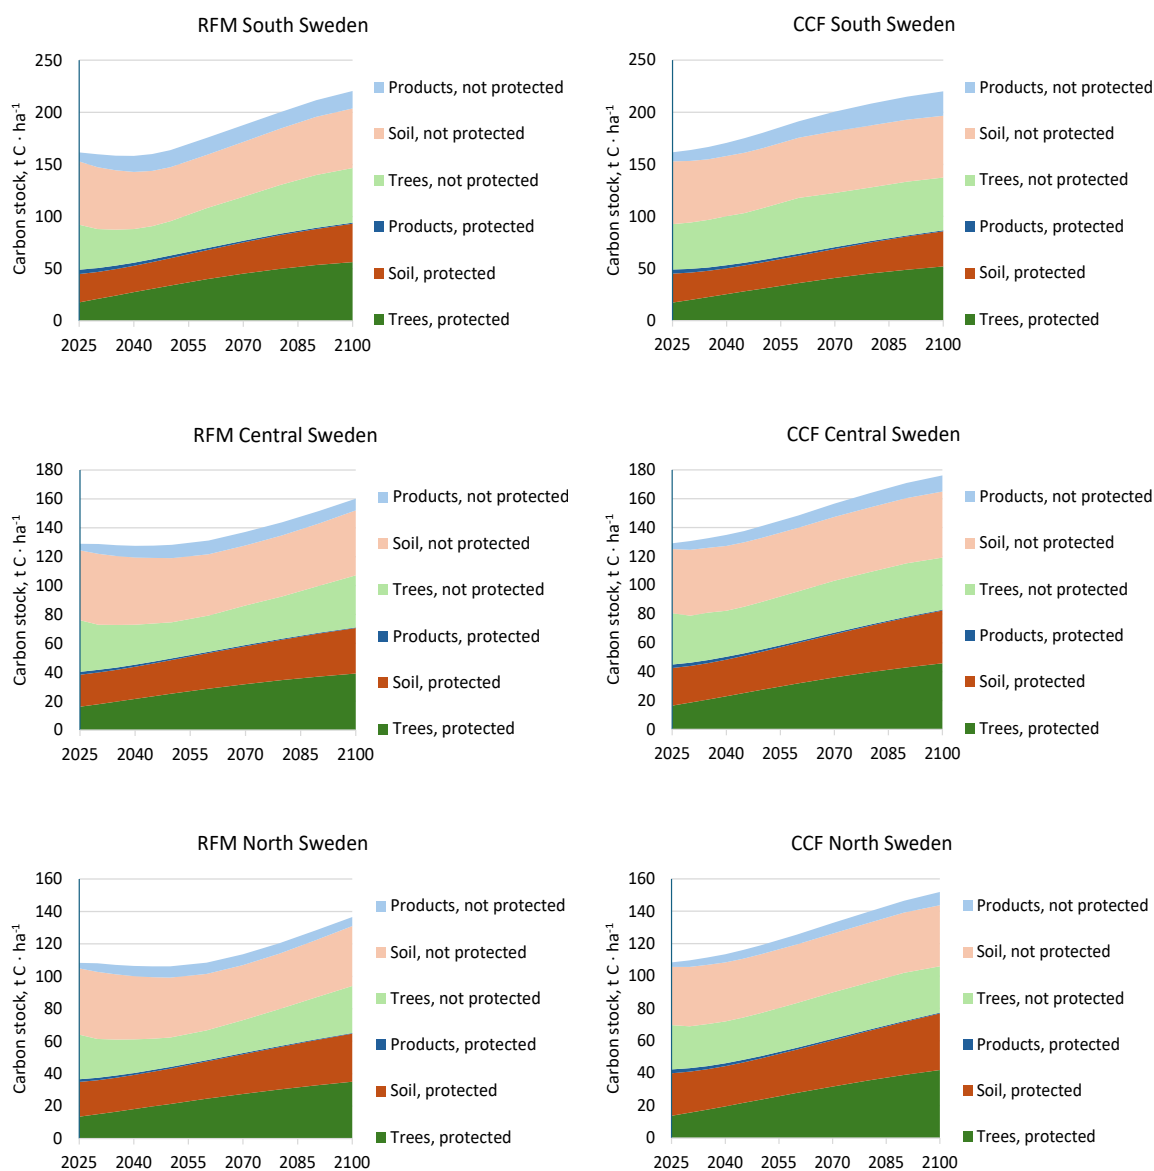 RFM South Sweden
Carbon stock, t C · ha⁻¹
250
200
150
100
50
0
2025 2040 2055 2070 2085 2100
Products, not protected
Soil, not protected
Trees, not protected
Products, protected
Soil, protected
Trees, protected
CCF South Sweden
Carbon stock, t C · ha⁻¹
250
200
150
100
50
0
2025 2040 2055 2070 2085 2100
Products, not protected
Soil, not protected
Trees, not protected
Products, protected
Soil, protected
Trees, protected
RFM Central Sweden
Carbon stock, t C · ha⁻¹
180
160
140
120
100
80
60
40
20
0
2025 2040 2055 2070 2085 2100
Products, not protected
Soil, not protected
Trees, not protected
Products, protected
Soil, protected
Trees, protected
CCF Central Sweden
Carbon stock, t C · ha⁻¹
180
160
140
120
100
80
60
40
20
0
2025 2040 2055 2070 2085 2100
Products, not protected
Soil, not protected
Trees, not protected
Products, protected
Soil, protected
Trees, protected
RFM North Sweden
Carbon stock, t C · ha⁻¹
160
140
120
100
80
60
40
20
0
2025 2040 2055 2070 2085 2100
Products, not protected
Soil, not protected
Trees, not protected
Products, protected
Soil, protected
Trees, protected
CCF North Sweden
Carbon stock, t C · ha⁻¹
160
140
120
100
80
60
40
20
0
2025 2040 2055 2070 2085 2100
Products, not protected
Soil, not protected
Trees, not protected
Products, protected
Soil, protected
Trees, protected